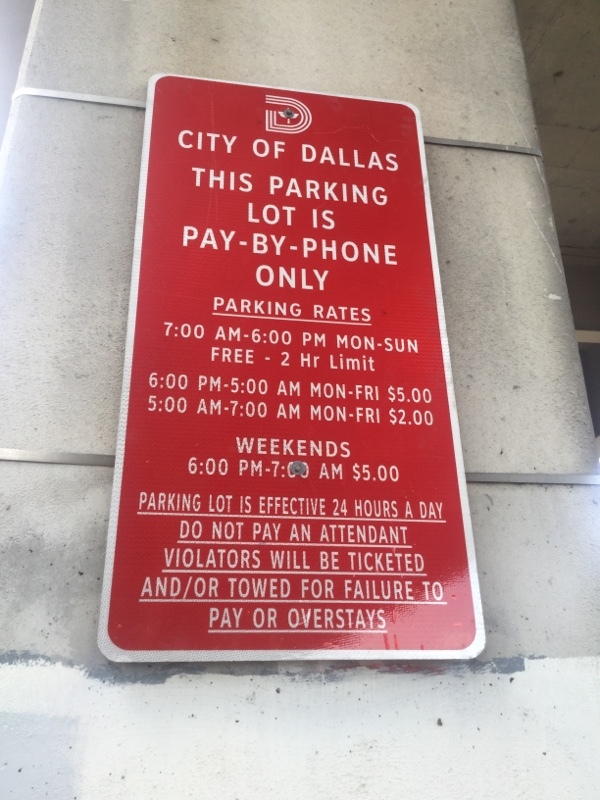 D
CITY OF DALLAS
THIS PARKING
LOT IS
PAY-BY-PHONE
ONLY
PARKING RATES
7:00 AM-6:00 PM MON-SUN
FREE - 2 Hr Limit
6:00 PM-5:00 AM MON-FRI $5.00
5:00 AM-7:00 AM MON-FRI $2.00
WEEKENDS
6:00 PM-7:00 AM $5.00
PARKING LOT IS EFFECTIVE 24 HOURS A DAY
DO NOT PAY AN ATTENDANT
VIOLATORS WILL BE TICKETED
AND/OR TOWED FOR FAILURE TO
PAY OR OVERSTAYS